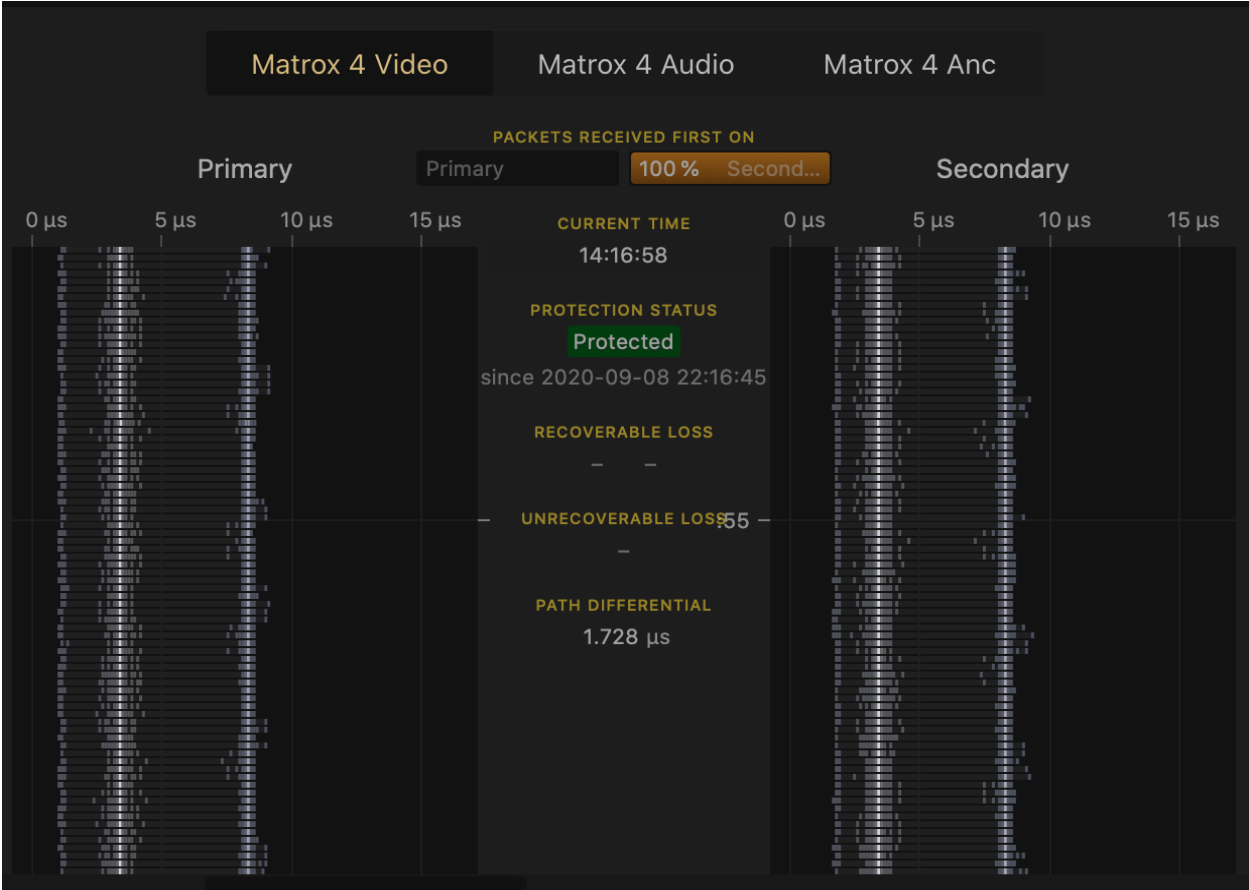 Matrox 4 Video Matrox 4 Audio Matrox 4 Anc
PACKETS RECEIVED FIRST ON
Primary Primary 100 % Second... Secondary
0 µs 5 µs 10 µs 15 µs 0 µs 5 µs 10 µs 15 µs
CURRENT TIME
14:16:58
PROTECTION STATUS
Protected
since 2020-09-08 22:16:45
RECOVERABLE LOSS
– –
UNRECOVERABLE LOSS :55
–
PATH DIFFERENTIAL
1.728 µs